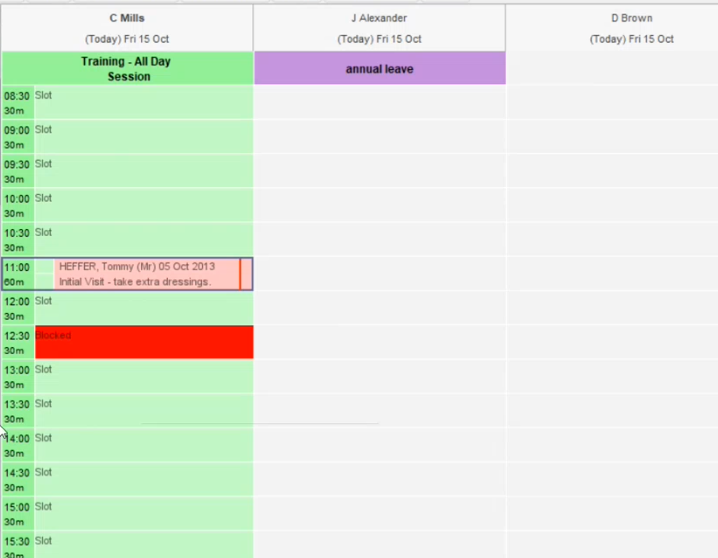 C Mills
(Today) Fri 15 Oct
J Alexander
(Today) Fri 15 Oct
D Brown
(Today) Fri 15 Oct
Training - All Day
Session
annual leave
08:30 Slot
30m
09:00 Slot
30m
09:30 Slot
30m
10:00 Slot
30m
10:30 Slot
30m
11:00 HEFFER, Tommy (Mr) 05 Oct 2013
60m Initial Visit - take extra dressings.
12:00 Slot
30m
12:30 Blocked
30m
13:00 Slot
30m
13:30 Slot
30m
14:00 Slot
30m
14:30 Slot
30m
15:00 Slot
30m
15:30 Slot
30m